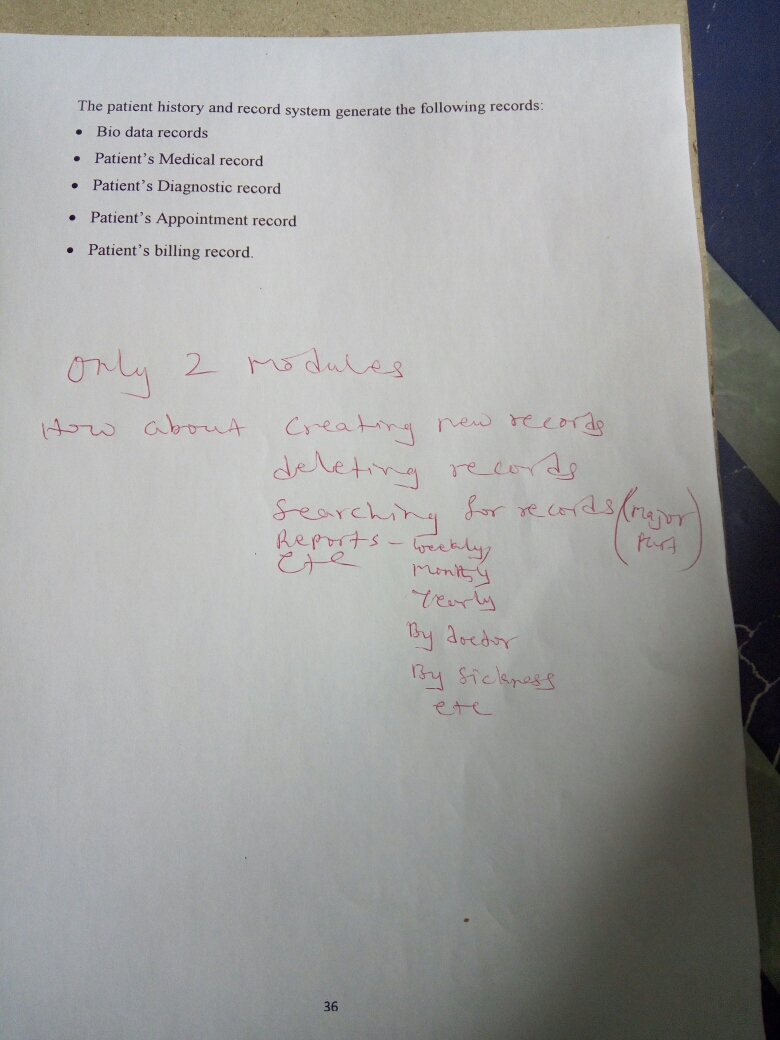 The patient history and record system generate the following records:
• Bio data records
• Patient's Medical record
• Patient's Diagnostic record
• Patient's Appointment record
• Patient's billing record.
Only 2 modules
How about creating new records
deleting records
Searching for records (Major
Part)
Reports - Weekly,
etc Monthly
Yearly
By doctor
By Sickness
etc
36